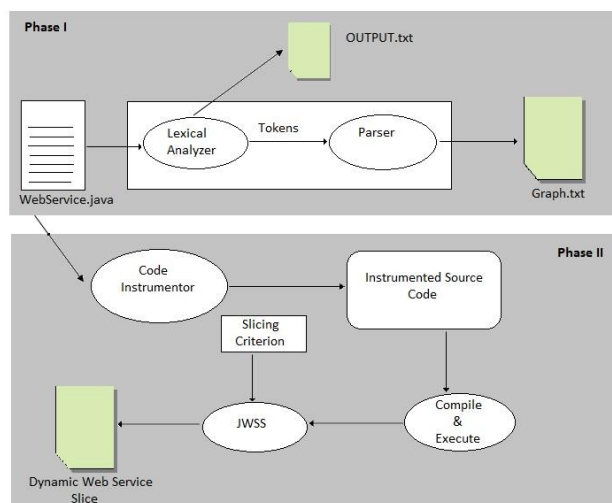 Phase I
OUTPUT.txt
Lexical
Analyzer
Tokens
Parser
WebService.java
Graph.txt
Phase II
Code
Instrumentor
Instrumented Source
Code
Slicing
Criterion
JWSS
Compile
&
Execute
Dynamic Web Service
Slice